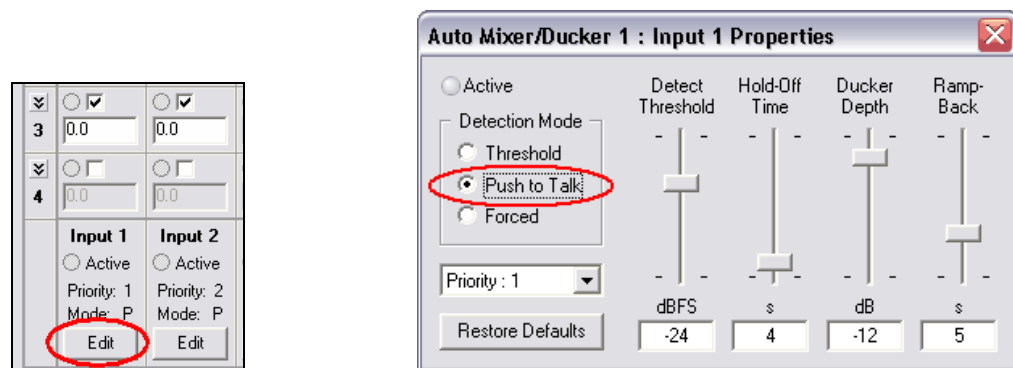 3
0.0 0.0
4
0.0 0.0
Input 1 Input 2
Active Active
Priority: 1 Priority: 2
Mode: P Mode: P
Edit Edit
Auto Mixer/Ducker 1 : Input 1 Properties
Active
Detection Mode
Threshold
Push to Talk
Forced
Priority : 1
Restore Defaults
Detect Threshold
Hold-Off Time
Ducker Depth
Ramp-Back
dBFS s dB s
-24 4 -12 5